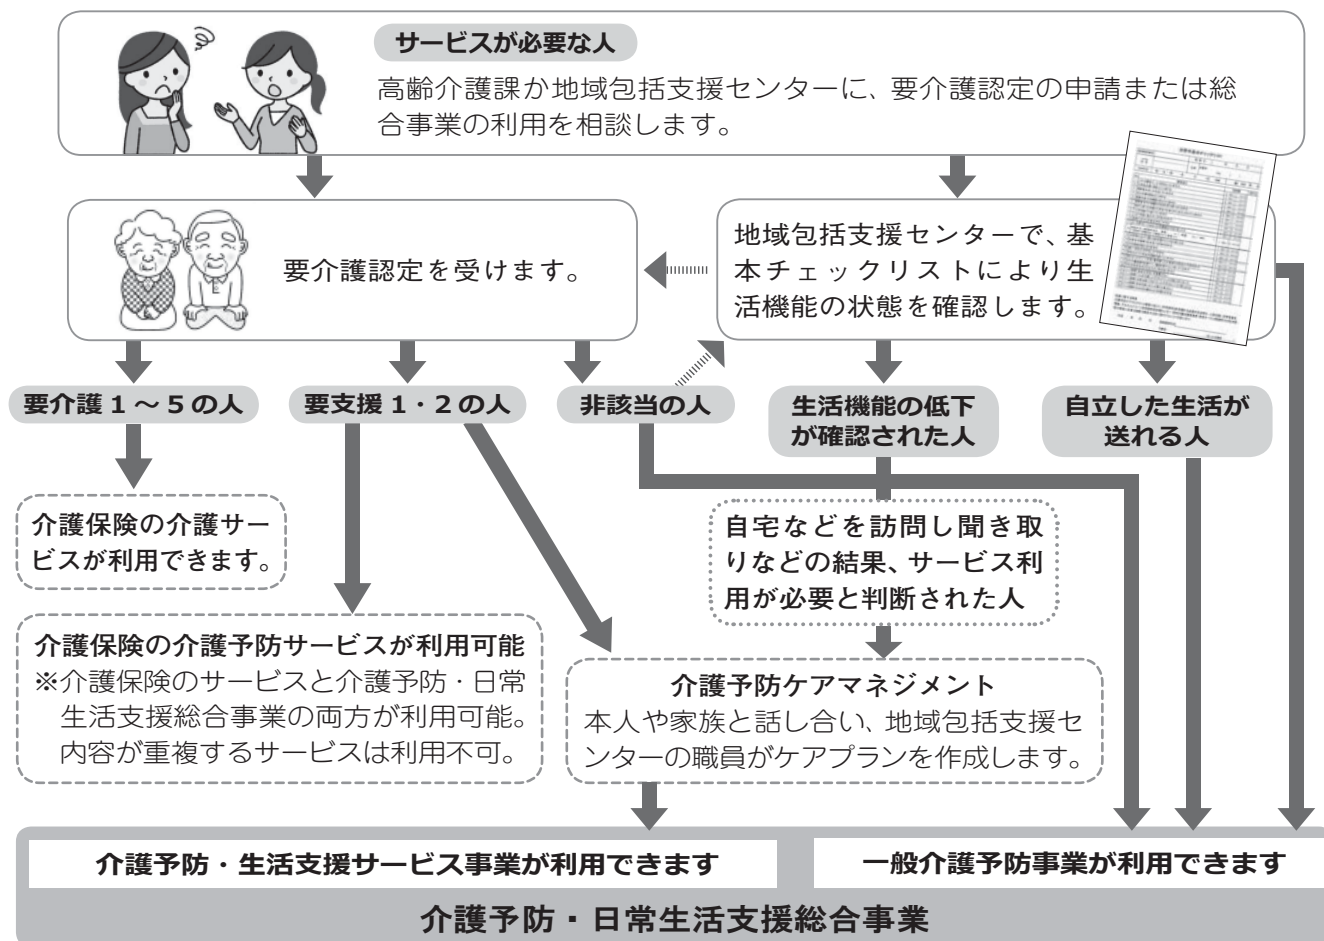 サービスが必要な人
高齢介護課か地域包括支援センターに、要介護認定の申請または総
合事業の利用を相談します。
要介護認定を受けます。
地域包括支援センターで、基
本チェックリストにより生
活機能の状態を確認します。
要介護1～5の人
要支援1・2の人
非該当の人
生活機能の低下
が確認された人
自立した生活が
送れる人
介護保険の介護サー
ビスが利用できます。
自宅などを訪問し聞き取
りなどの結果、サービス利
用が必要と判断された人
介護保険の介護予防サービスが利用可能
※介護保険のサービスと介護予防・日常
生活支援総合事業の両方が利用可能。
内容が重複するサービスは利用不可。
介護予防ケアマネジメント
本人や家族と話し合い、地域包括支援セ
ンターの職員がケアプランを作成します。
介護予防・生活支援サービス事業が利用できます
一般介護予防事業が利用できます
介護予防・日常生活支援総合事業